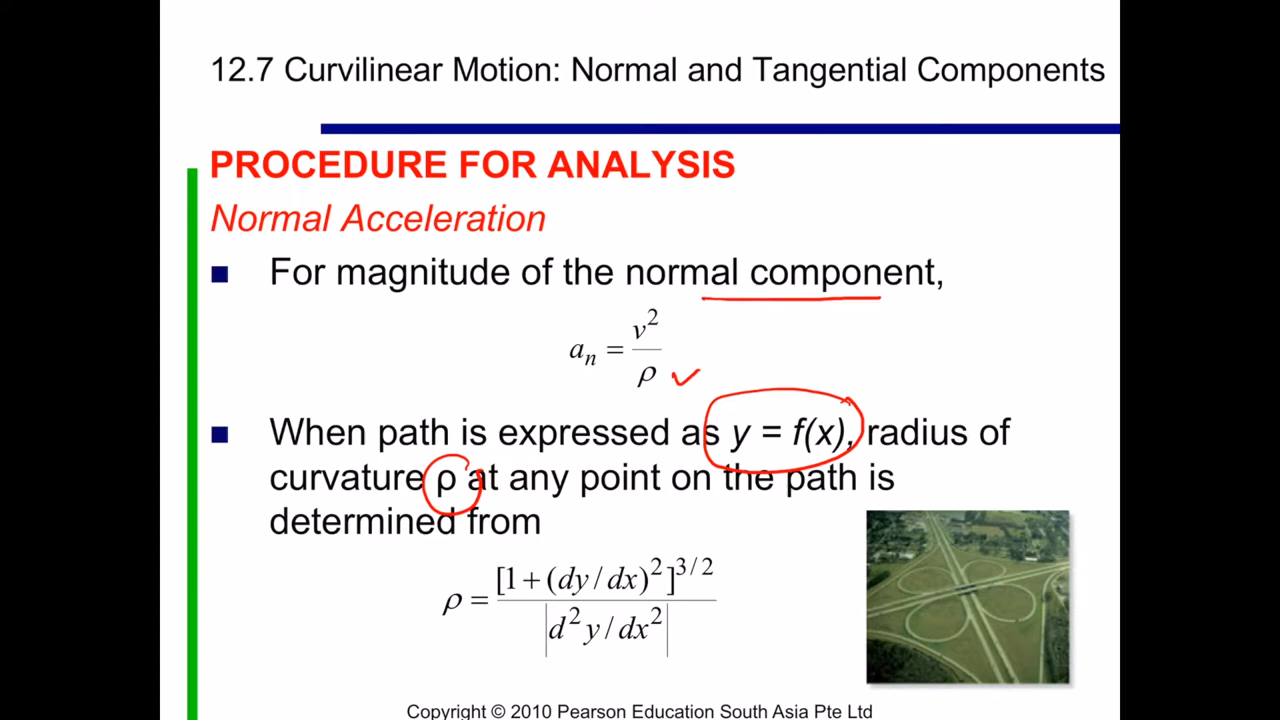 12.7 Curvilinear Motion: Normal and Tangential Components
PROCEDURE FOR ANALYSIS
Normal Acceleration
■ For magnitude of the normal component,
aₙ = v² / ρ
■ When path is expressed as y = f(x), radius of
curvature ρ at any point on the path is
determined from
ρ = [1 + (dy / dx)²]^3/2 / |d² y / dx²|
Copyright © 2010 Pearson Education South Asia Pte Ltd